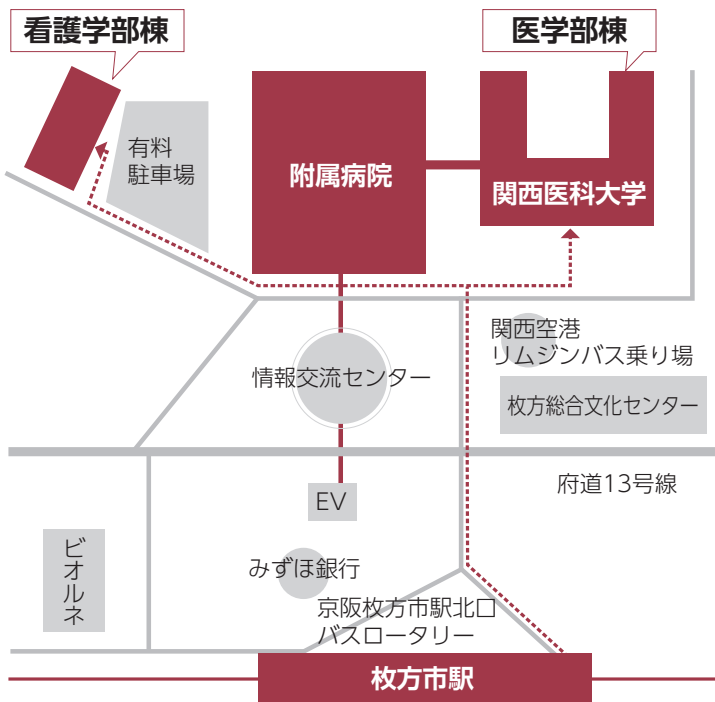 看護学部棟
医学部棟
有料
駐車場
附属病院
関西医科大学
関西空港
リムジンバス乗り場
情報交流センター
枚方総合文化センター
府道13号線
EV
ビオルネ
みずほ銀行
京阪枚方市駅北口
バスロータリー
枚方市駅